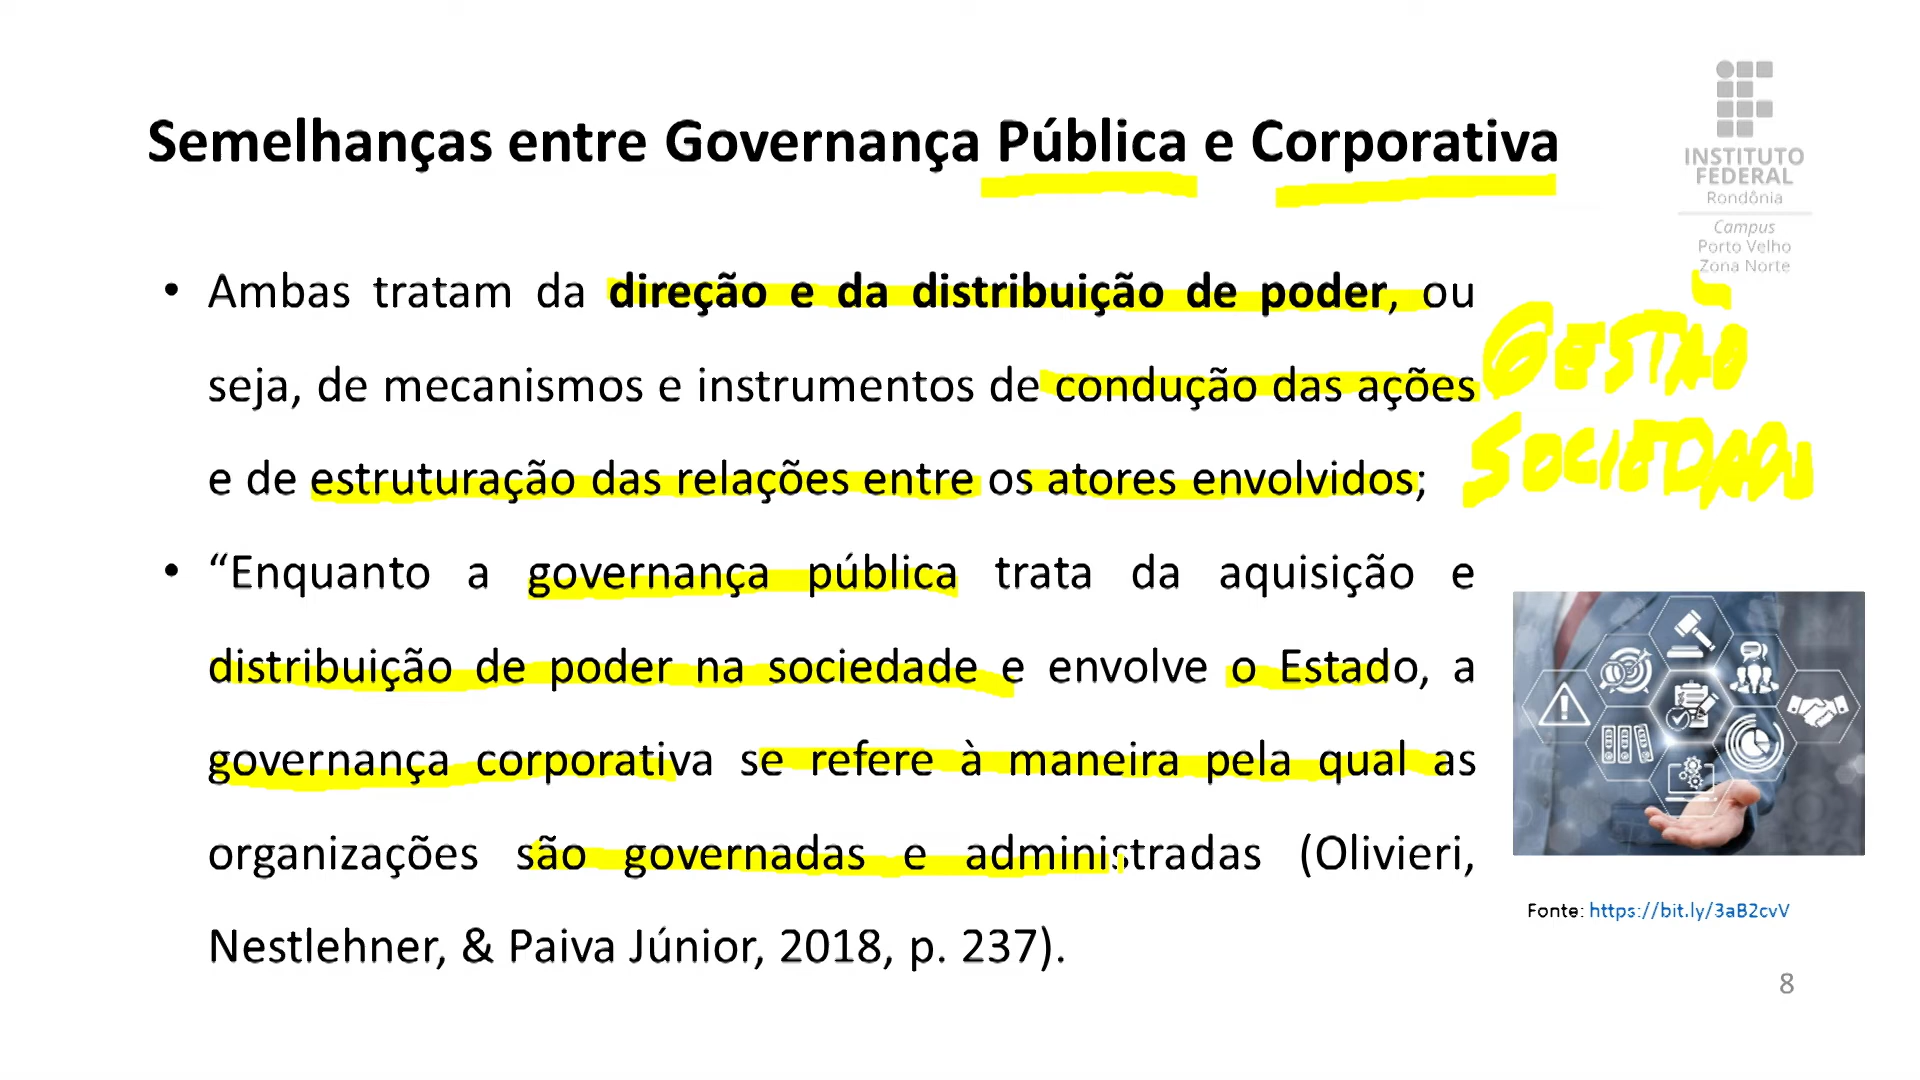 Semelhanças entre Governança Pública e Corporativa
INSTITUTO
FEDERAL
Rondônia
Campus
Porto Velho
Zona Norte
• Ambas tratam da direção e da distribuição de poder, ou
seja, de mecanismos e instrumentos de condução das ações
e de estruturação das relações entre os atores envolvidos;
GESTÃO
• “Enquanto a governança pública trata da aquisição e
distribuição de poder na sociedade e envolve o Estado, a
governança corporativa se refere à maneira pela qual as
organizações são governadas e administradas (Olivieri,
Nestlehner, & Paiva Júnior, 2018, p. 237).
Fonte: https://bit.ly/3aB2cvV
8